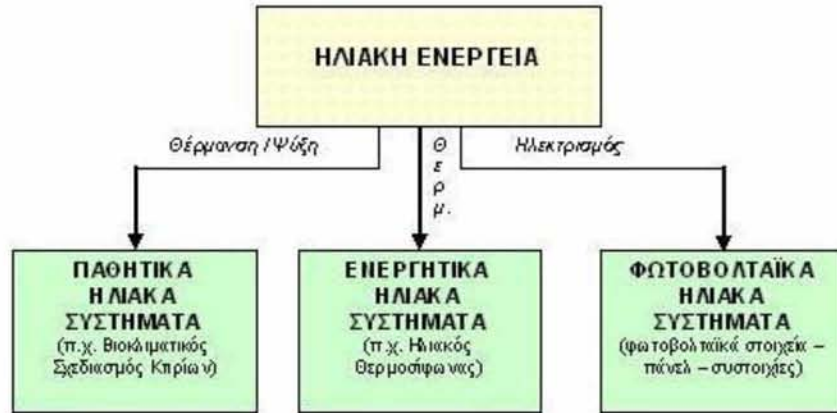 ΗΛΙΑΚΗ ΕΝΕΡΓΕΙΑ
Θέρμανση / Ψύξη
Θερμ.
Ηλεκτρισμός
ΠΑΘΗΤΙΚΑ
ΗΛΙΑΚΑ
ΣΥΣΤΗΜΑΤΑ
(π.χ. Βιοκλιματικός
Σχεδιασμός Κτιρίων)
ΕΝΕΡΓΗΤΙΚΑ
ΗΛΙΑΚΑ
ΣΥΣΤΗΜΑΤΑ
(π.χ. Ηλιακός
Θερμοσίφωνας)
ΦΩΤΟΒΟΛΤΑΪΚΑ
ΗΛΙΑΚΑ
ΣΥΣΤΗΜΑΤΑ
(φωτοβολταϊκά στοιχεία –
πάνελ – συστοιχίες)